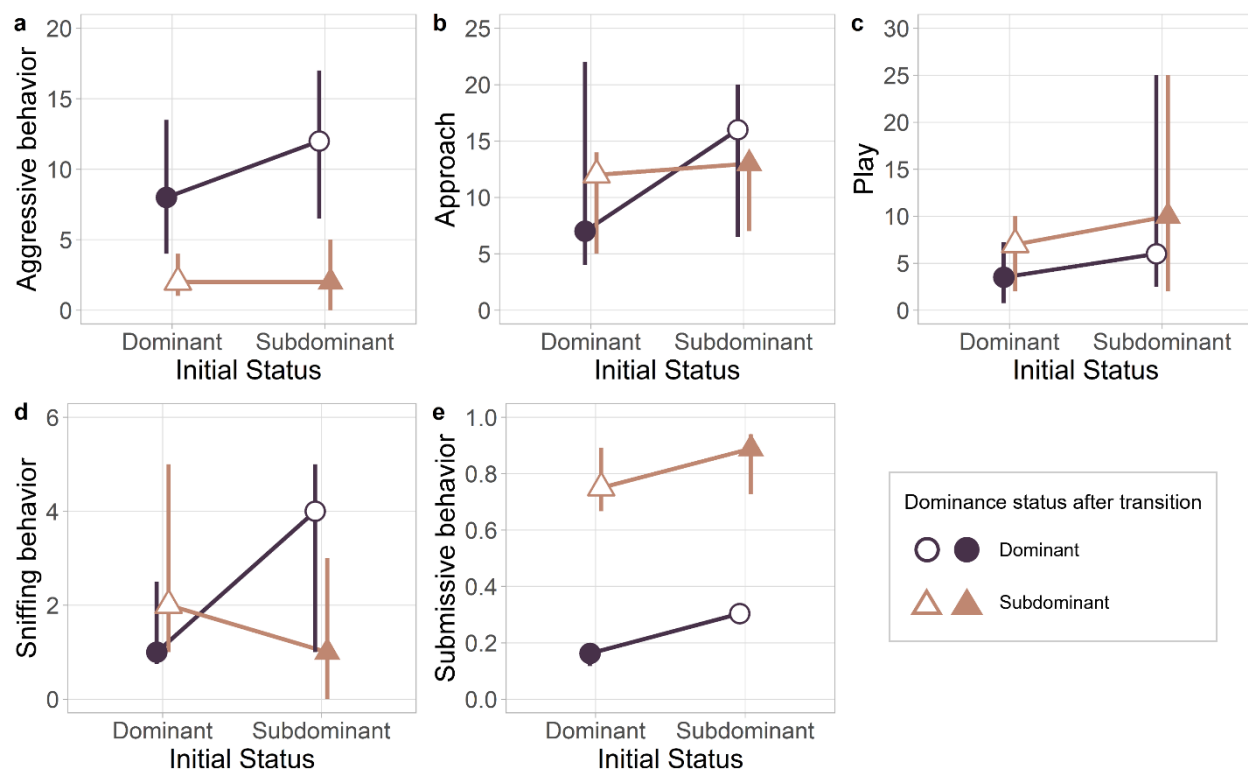 a
Aggressive behavior
20
15
10
5
0
Dominant Subdominant
Initial Status
b
Approach
25
20
15
10
5
0
Dominant Subdominant
Initial Status
c
Play
30
25
20
15
10
5
0
Dominant Subdominant
Initial Status
d
Sniffing behavior
6
4
2
0
Dominant Subdominant
Initial Status
e
Submissive behavior
1.0
0.8
0.6
0.4
0.2
0.0
Dominant Subdominant
Initial Status
Dominance status after transition
Dominant
Subdominant